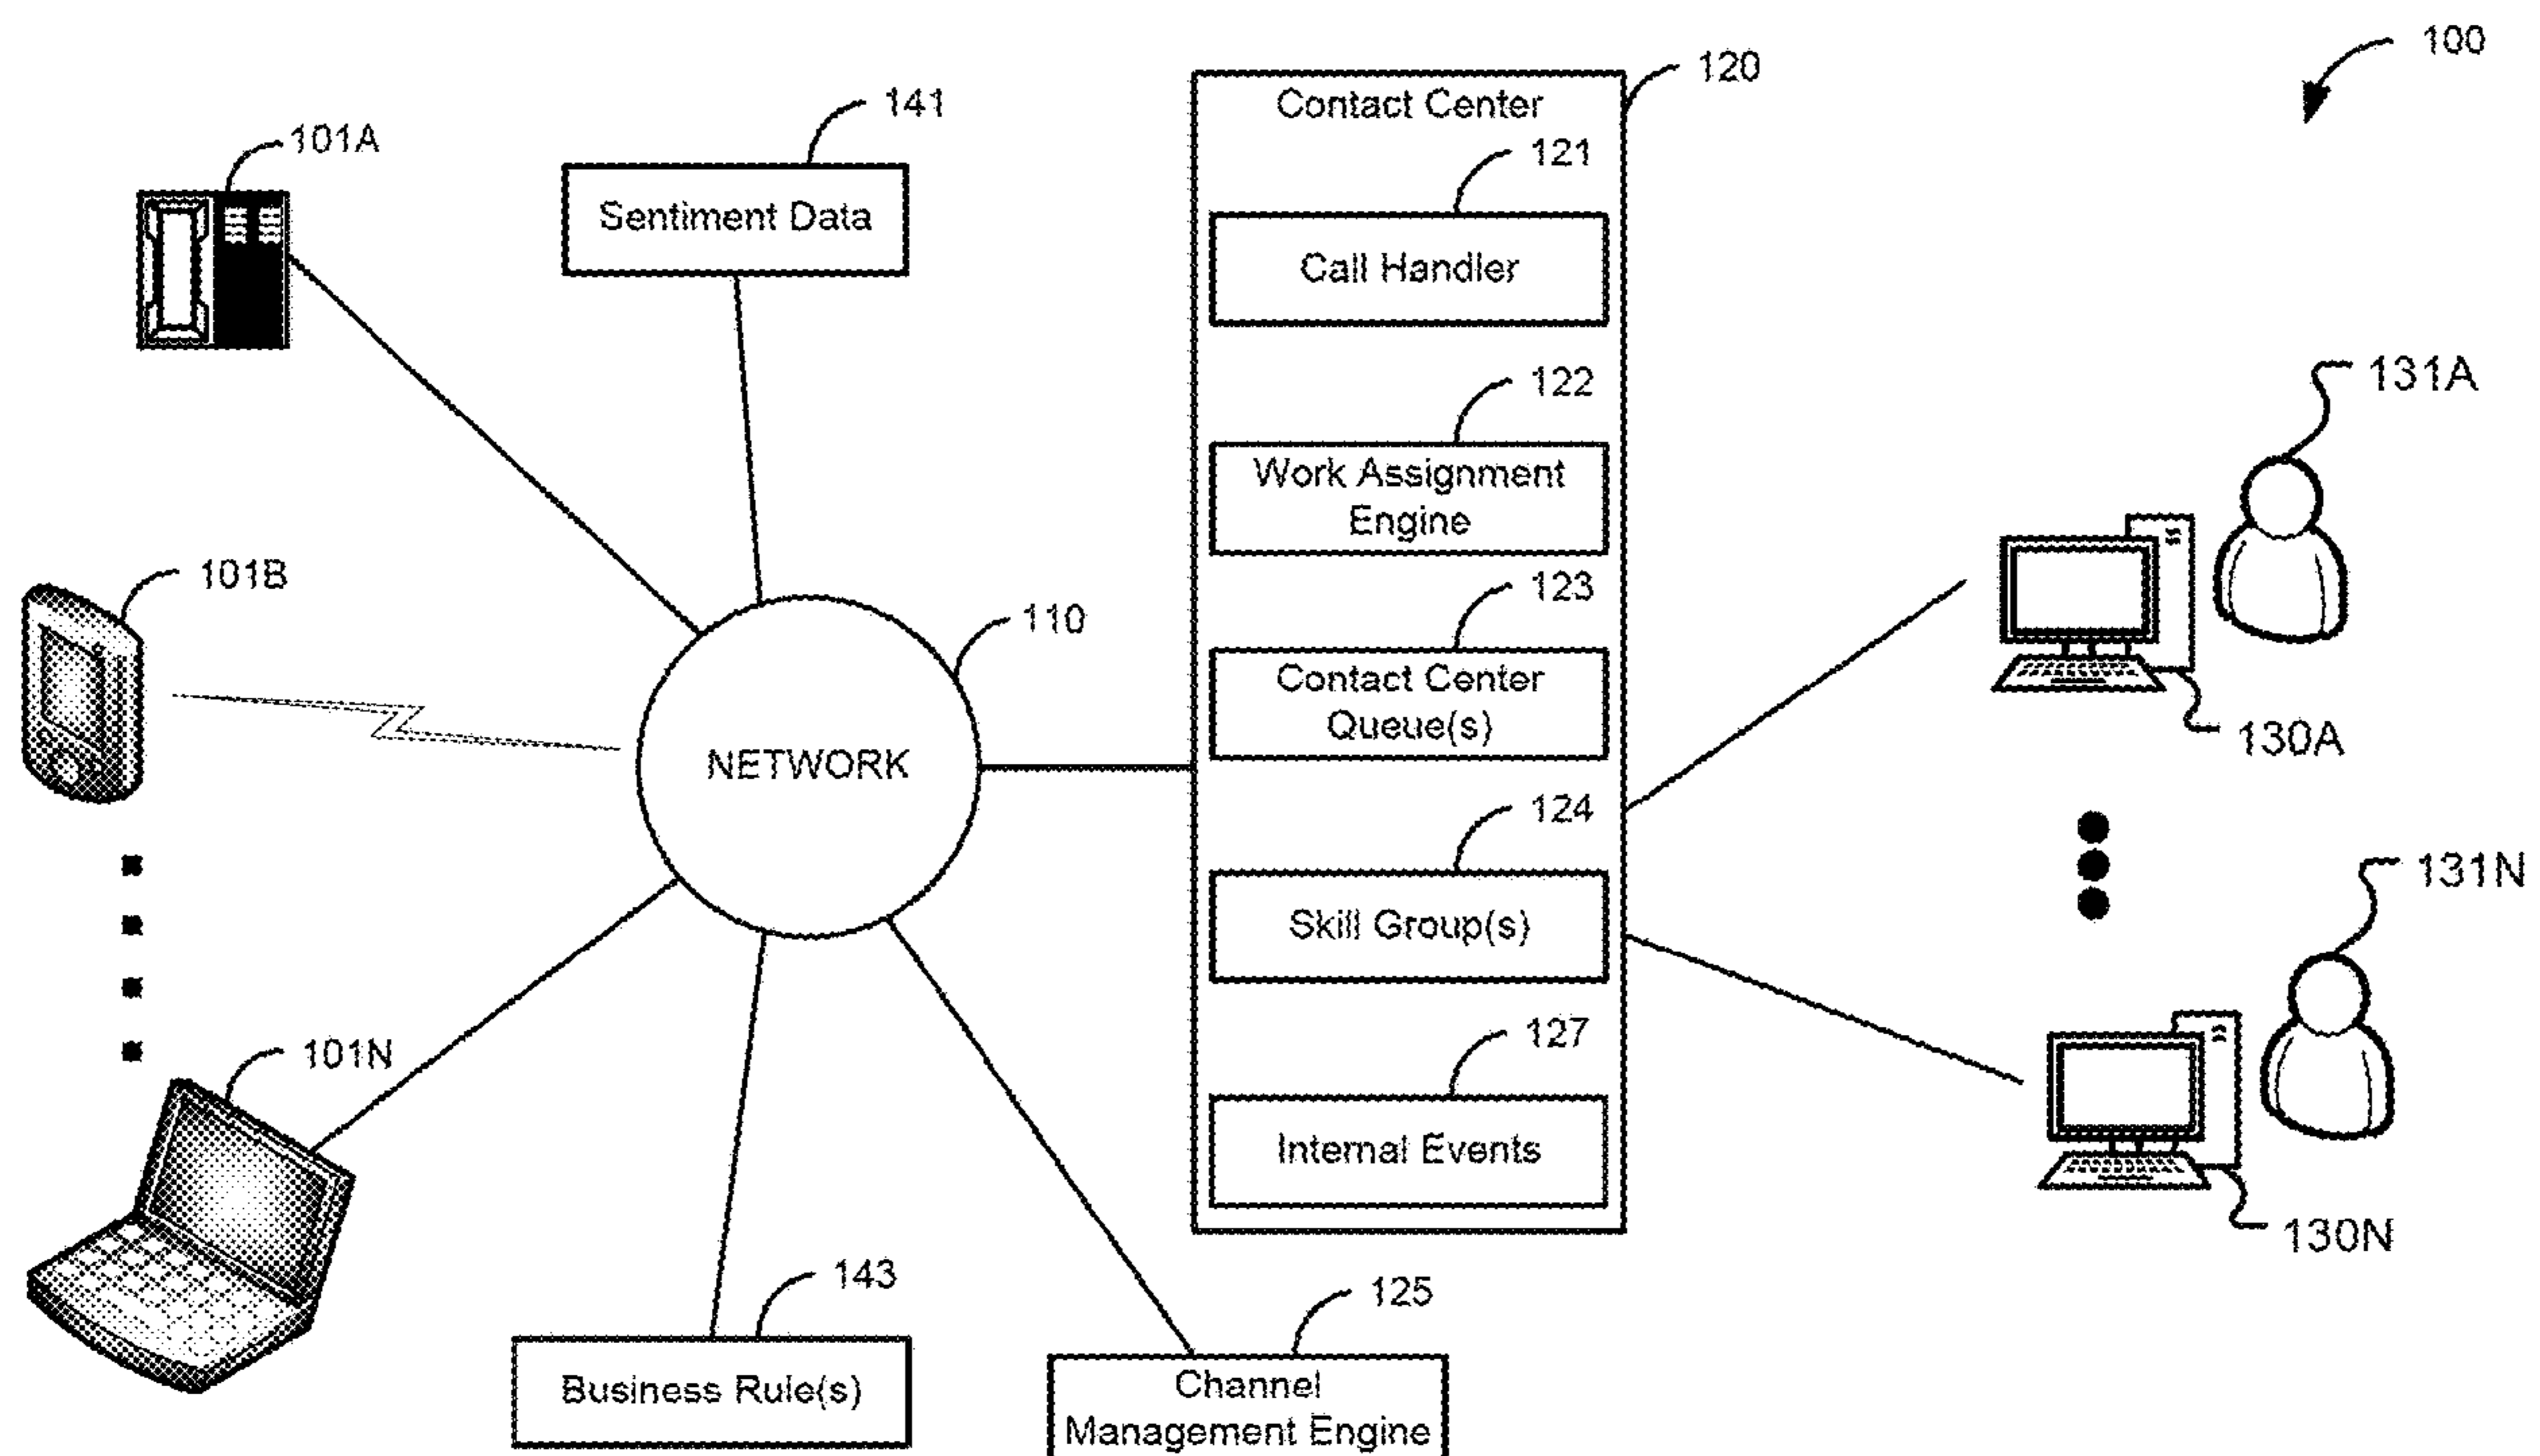 100
120
Contact Center
141
101A
121
Sentiment Data
Call Handler
122
131A
Work Assignment
Engine
101B
123
110
Contact Center
Queue(s)
130A
NETWORK
124
131N
Skill Group(s)
127
101N
Internal Events
130N
143
125
Business Rule(s)
Channel
Management Engine